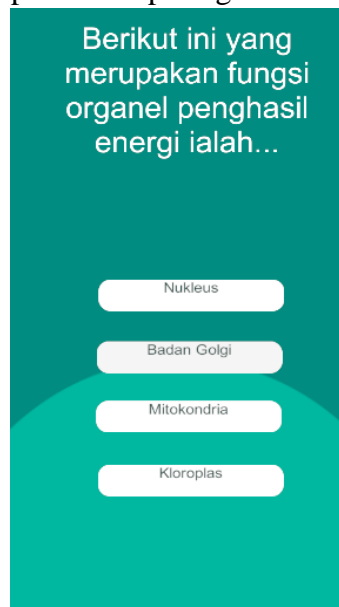 Berikut ini yang
merupakan fungsi
organel penghasil
energi ialah...
Nukleus
Badan Golgi
Mitokondria
Kloroplas